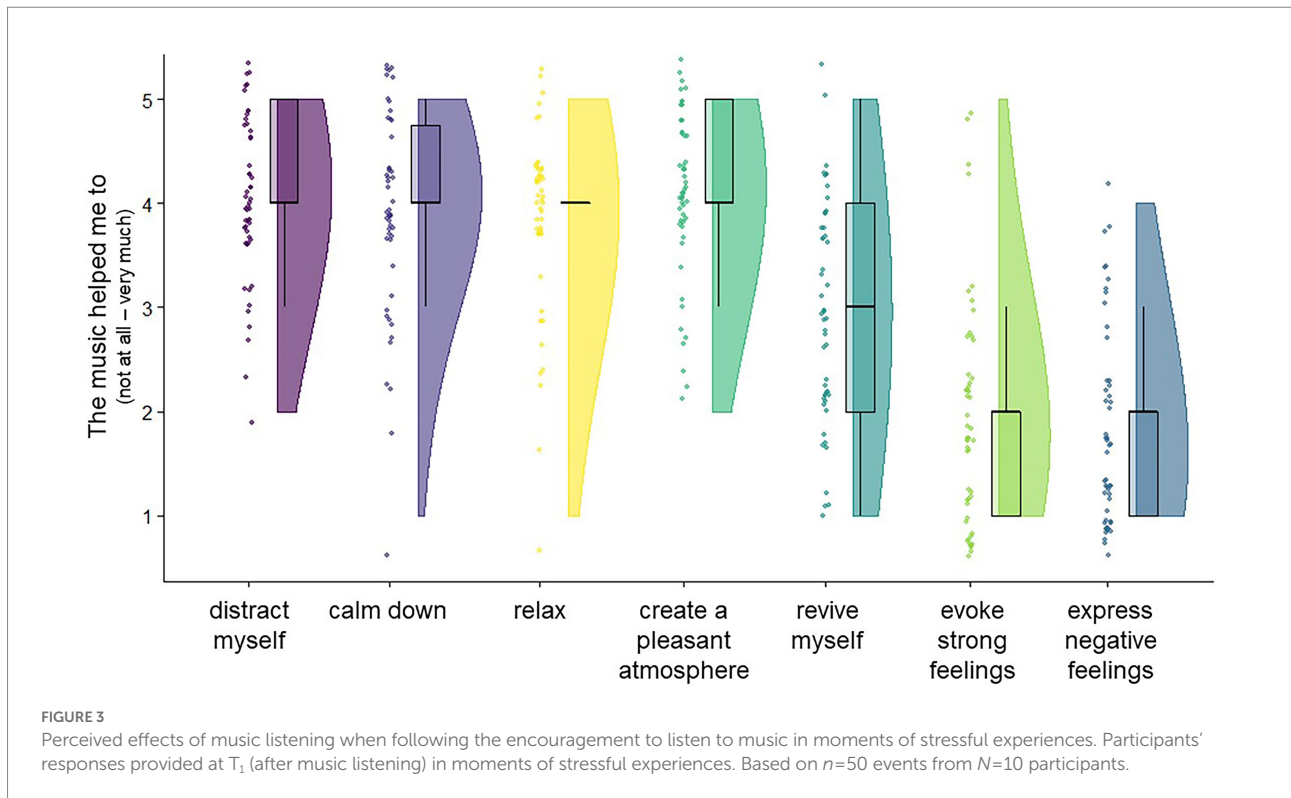 The music helped me to
(not at all – very much)
5
4
3
2
1
distract
myself
calm down
relax
create a
pleasant
atmosphere
revive
myself
evoke
strong
feelings
express
negative
feelings
FIGURE 3
Perceived effects of music listening when following the encouragement to listen to music in moments of stressful experiences. Participants’
responses provided at T₁ (after music listening) in moments of stressful experiences. Based on n=50 events from N=10 participants.